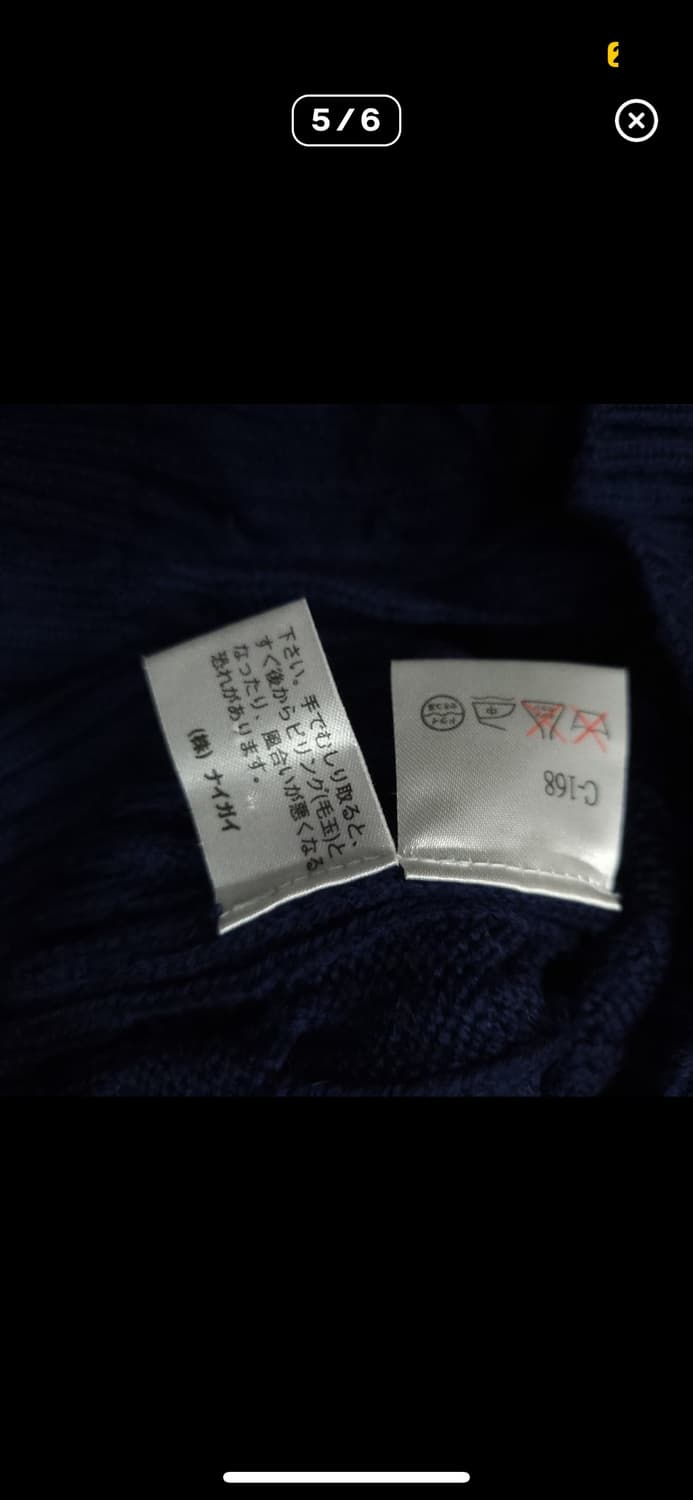 5/6
下さい。手でむしり取ると、
すぐ後からピリング(毛玉)と
なったり、風合いが悪くなる
恐れがあります。
(株) ナイガイ
中
C-168